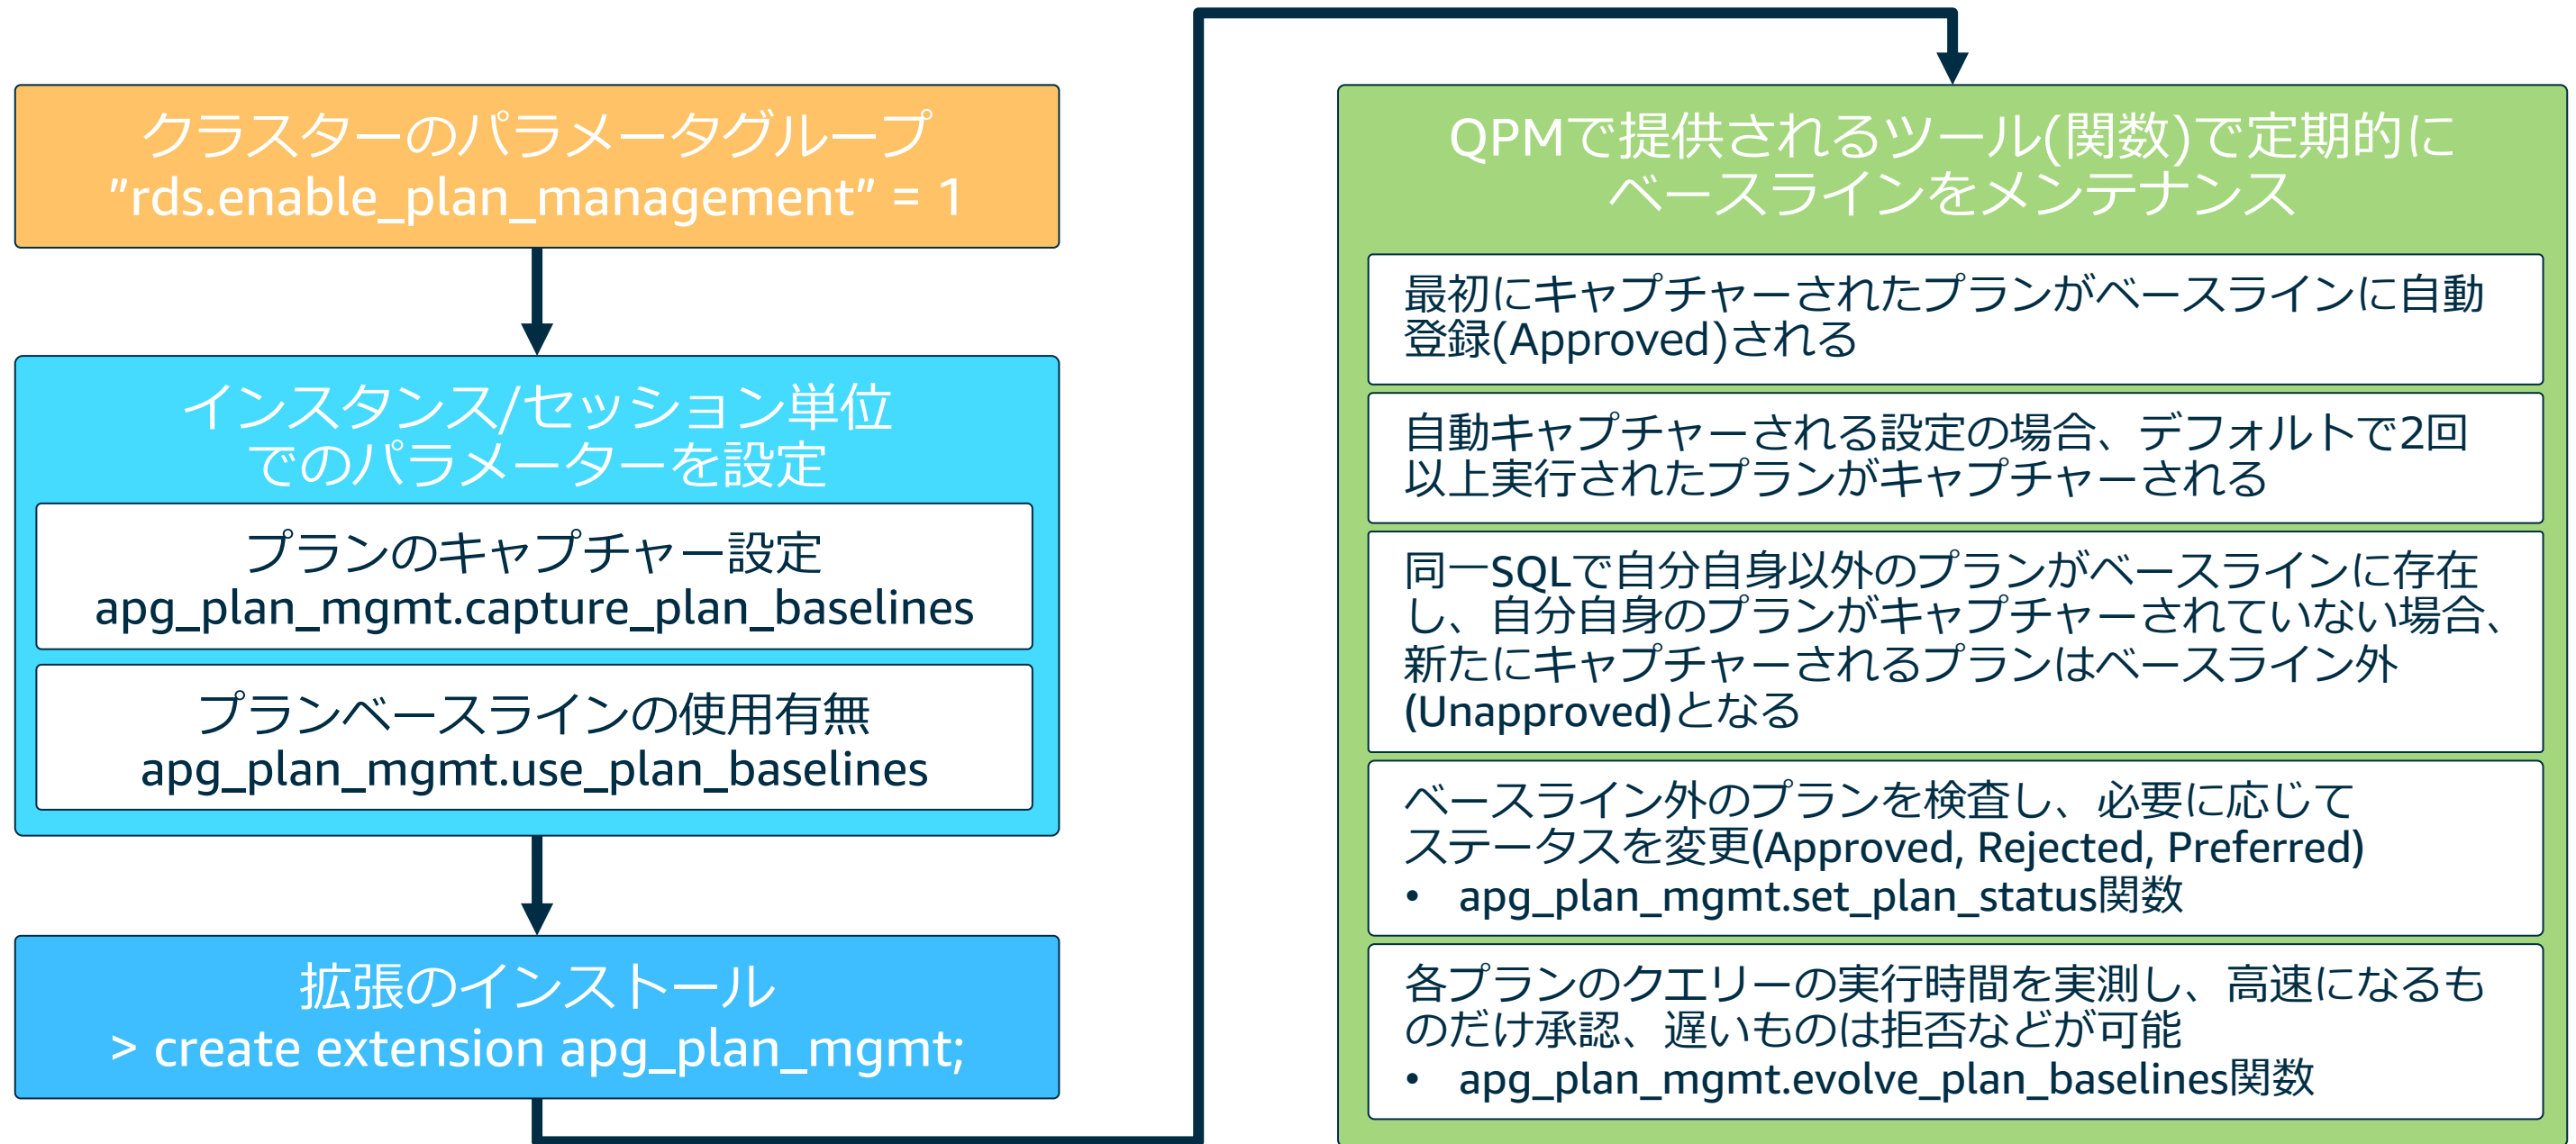 クラスターのパラメータグループ
”rds.enable_plan_management” = 1
インスタンス/セッション単位
でのパラメーターを設定
プランのキャプチャー設定
apg_plan_mgmt.capture_plan_baselines
プランベースラインの使用有無
apg_plan_mgmt.use_plan_baselines
拡張のインストール
> create extension apg_plan_mgmt;
QPMで提供されるツール(関数)で定期的に
ベースラインをメンテナンス
最初にキャプチャーされたプランがベースラインに自動
登録(Approved)される
自動キャプチャーされる設定の場合、デフォルトで2回
以上実行されたプランがキャプチャーされる
同一SQLで自分自身以外のプランがベースラインに存在
し、自分自身のプランがキャプチャーされていない場合、
新たにキャプチャーされるプランはベースライン外
(Unapproved)となる
ベースライン外のプランを検査し、必要に応じて
ステータスを変更(Approved, Rejected, Preferred)
• apg_plan_mgmt.set_plan_status関数
各プランのクエリーの実行時間を実測し、高速になるも
のだけ承認、遅いものは拒否などが可能
• apg_plan_mgmt.evolve_plan_baselines関数